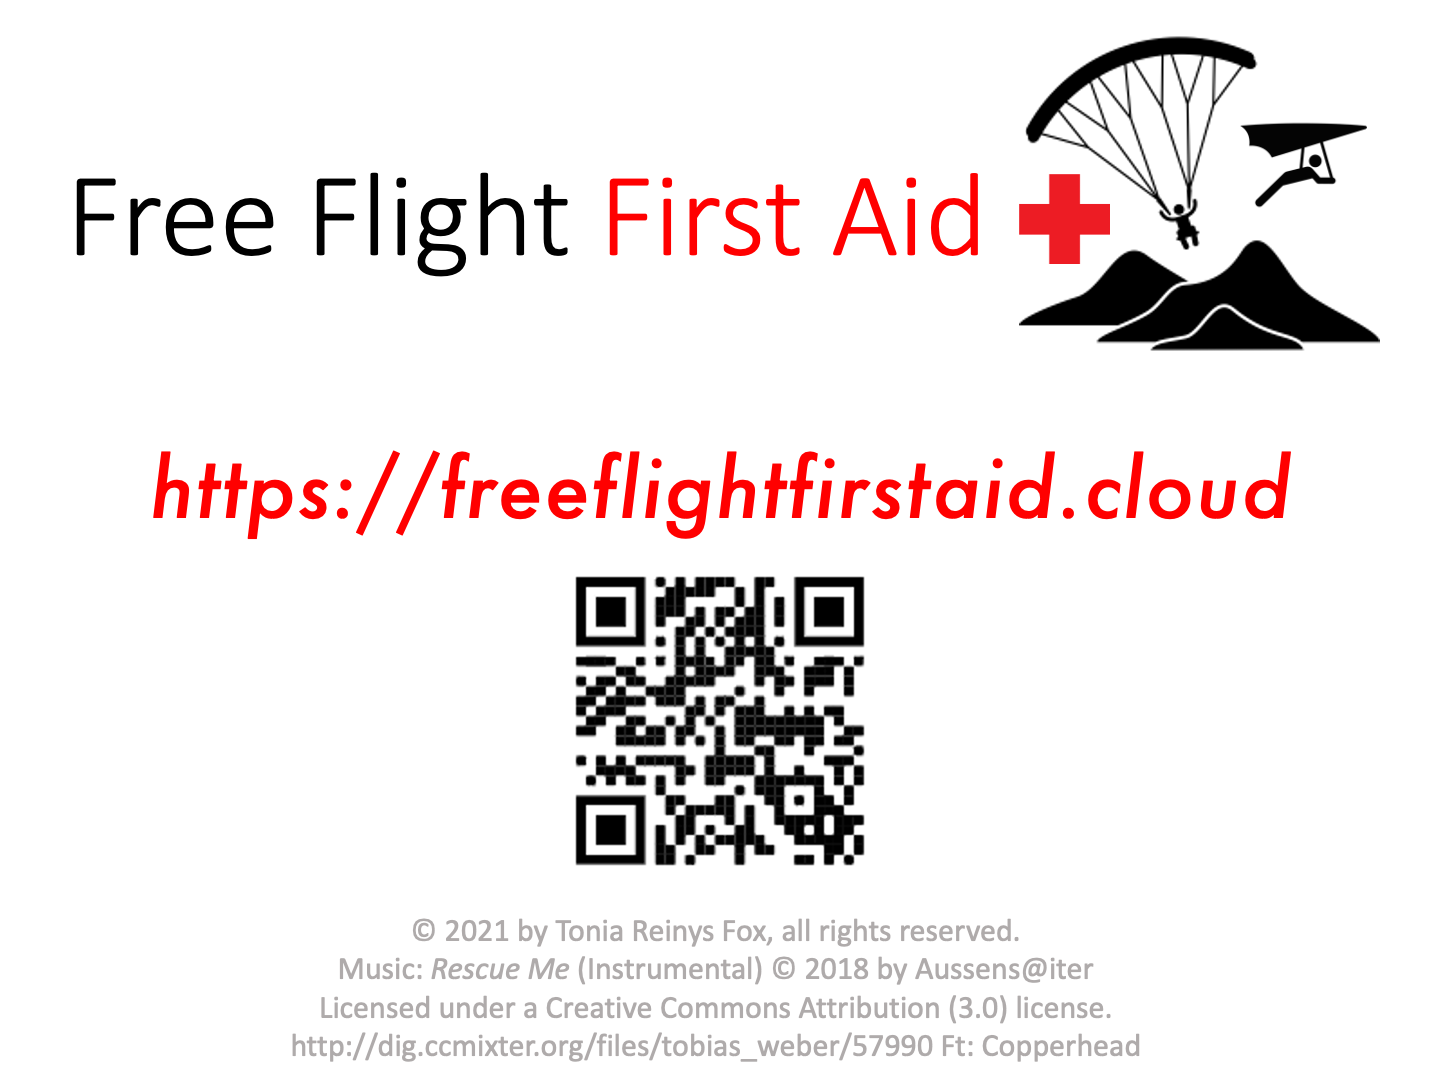 Free Flight First Aid
https://freeflightfirstaid.cloud
© 2021 by Tonia Reinys Fox, all rights reserved.
Music: Rescue Me (Instrumental) © 2018 by Aussens@iter
Licensed under a Creative Commons Attribution (3.0) license.
http://dig.ccmixter.org/files/tobias_weber/57990 Ft: Copperhead